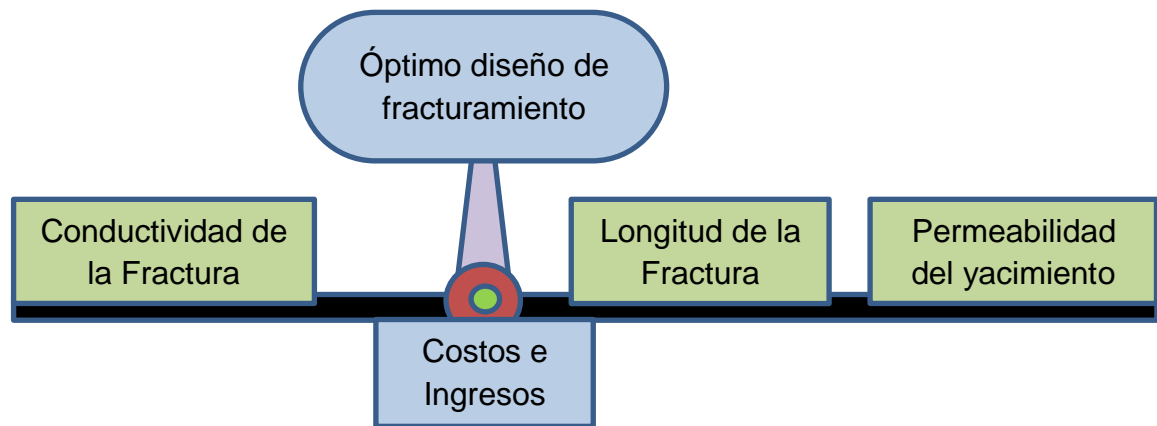 Óptimo diseño de
fracturamiento
Conductividad de
la Fractura
Longitud de la
Fractura
Permeabilidad
del yacimiento
Costos e
Ingresos